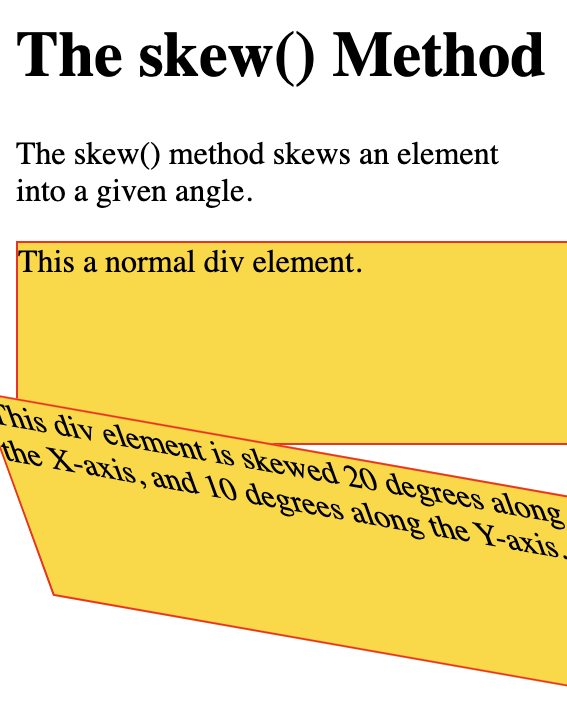 The skew() Method
The skew() method skews an element
into a given angle.
This a normal div element.
This div element is skewed 20 degrees along
the X-axis, and 10 degrees along the Y-axis.